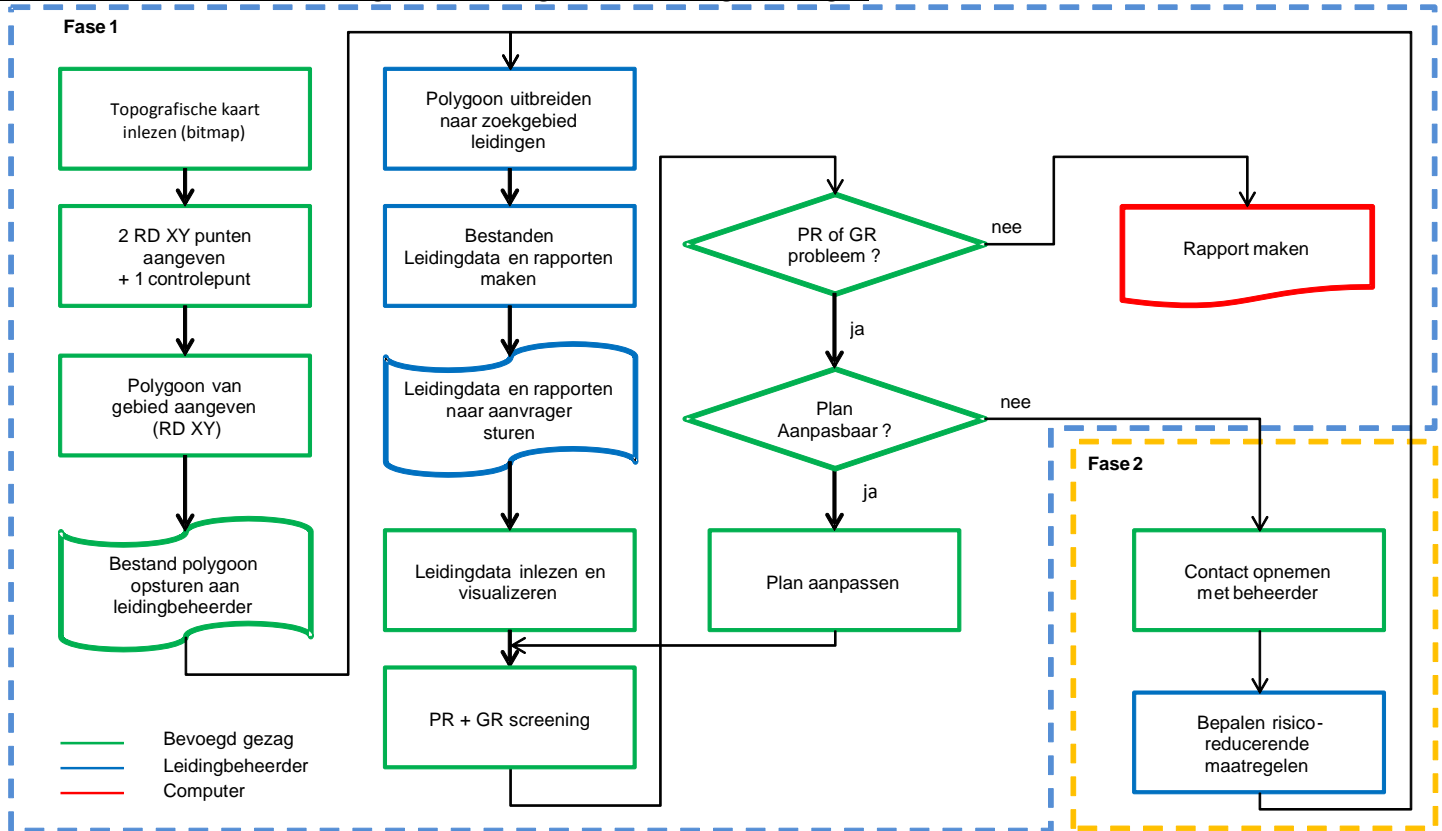 Fase 1
Topografische kaart
inlezen (bitmap)
2 RD XY punten
aangeven
+ 1 controlepunt
Polygoon van
gebied aangeven
(RD XY)
Bestand polygoon
opsturen aan
leidingbeheerder
Polygoon uitbreiden
naar zoekgebied
leidingen
Bestanden
Leidingdata en rapporten
maken
Leidingdata en rapporten
naar aanvrager
sturen
Leidingdata inlezen en
visualizeren
PR + GR screening
PR of GR
probleem ?
nee
Rapport maken
ja
Plan
Aanpasbaar ?
nee
ja
Plan aanpassen
Fase 2
Contact opnemen
met beheerder
Bepalen risico-
reducerende
maatregelen
Bevoegd gezag
Leidingbeheerder
Computer